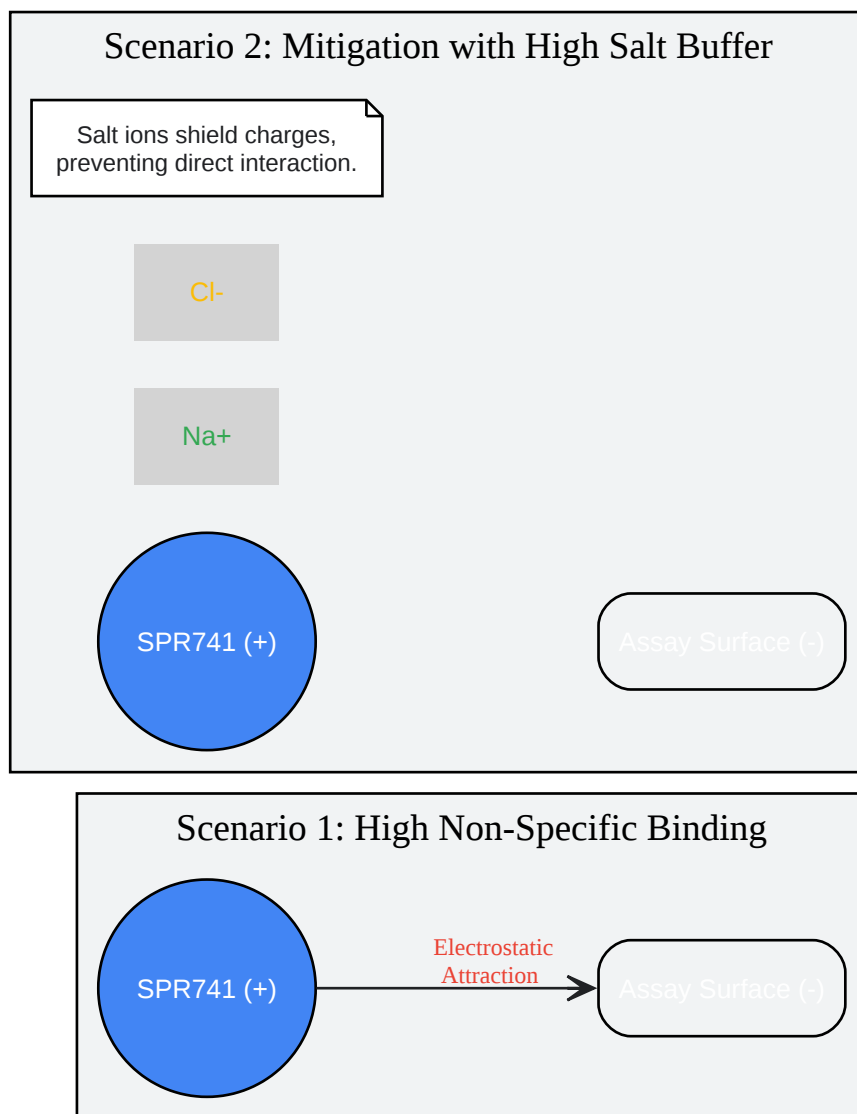 Scenario 2: Mitigation with High Salt Buffer
Salt ions shield charges,
preventing direct interaction.
Cl-
Na+
SPR741 (+)
Assay Surface (-)
Scenario 1: High Non-Specific Binding
Electrostatic
Attraction
SPR741 (+)
Assay Surface (-)